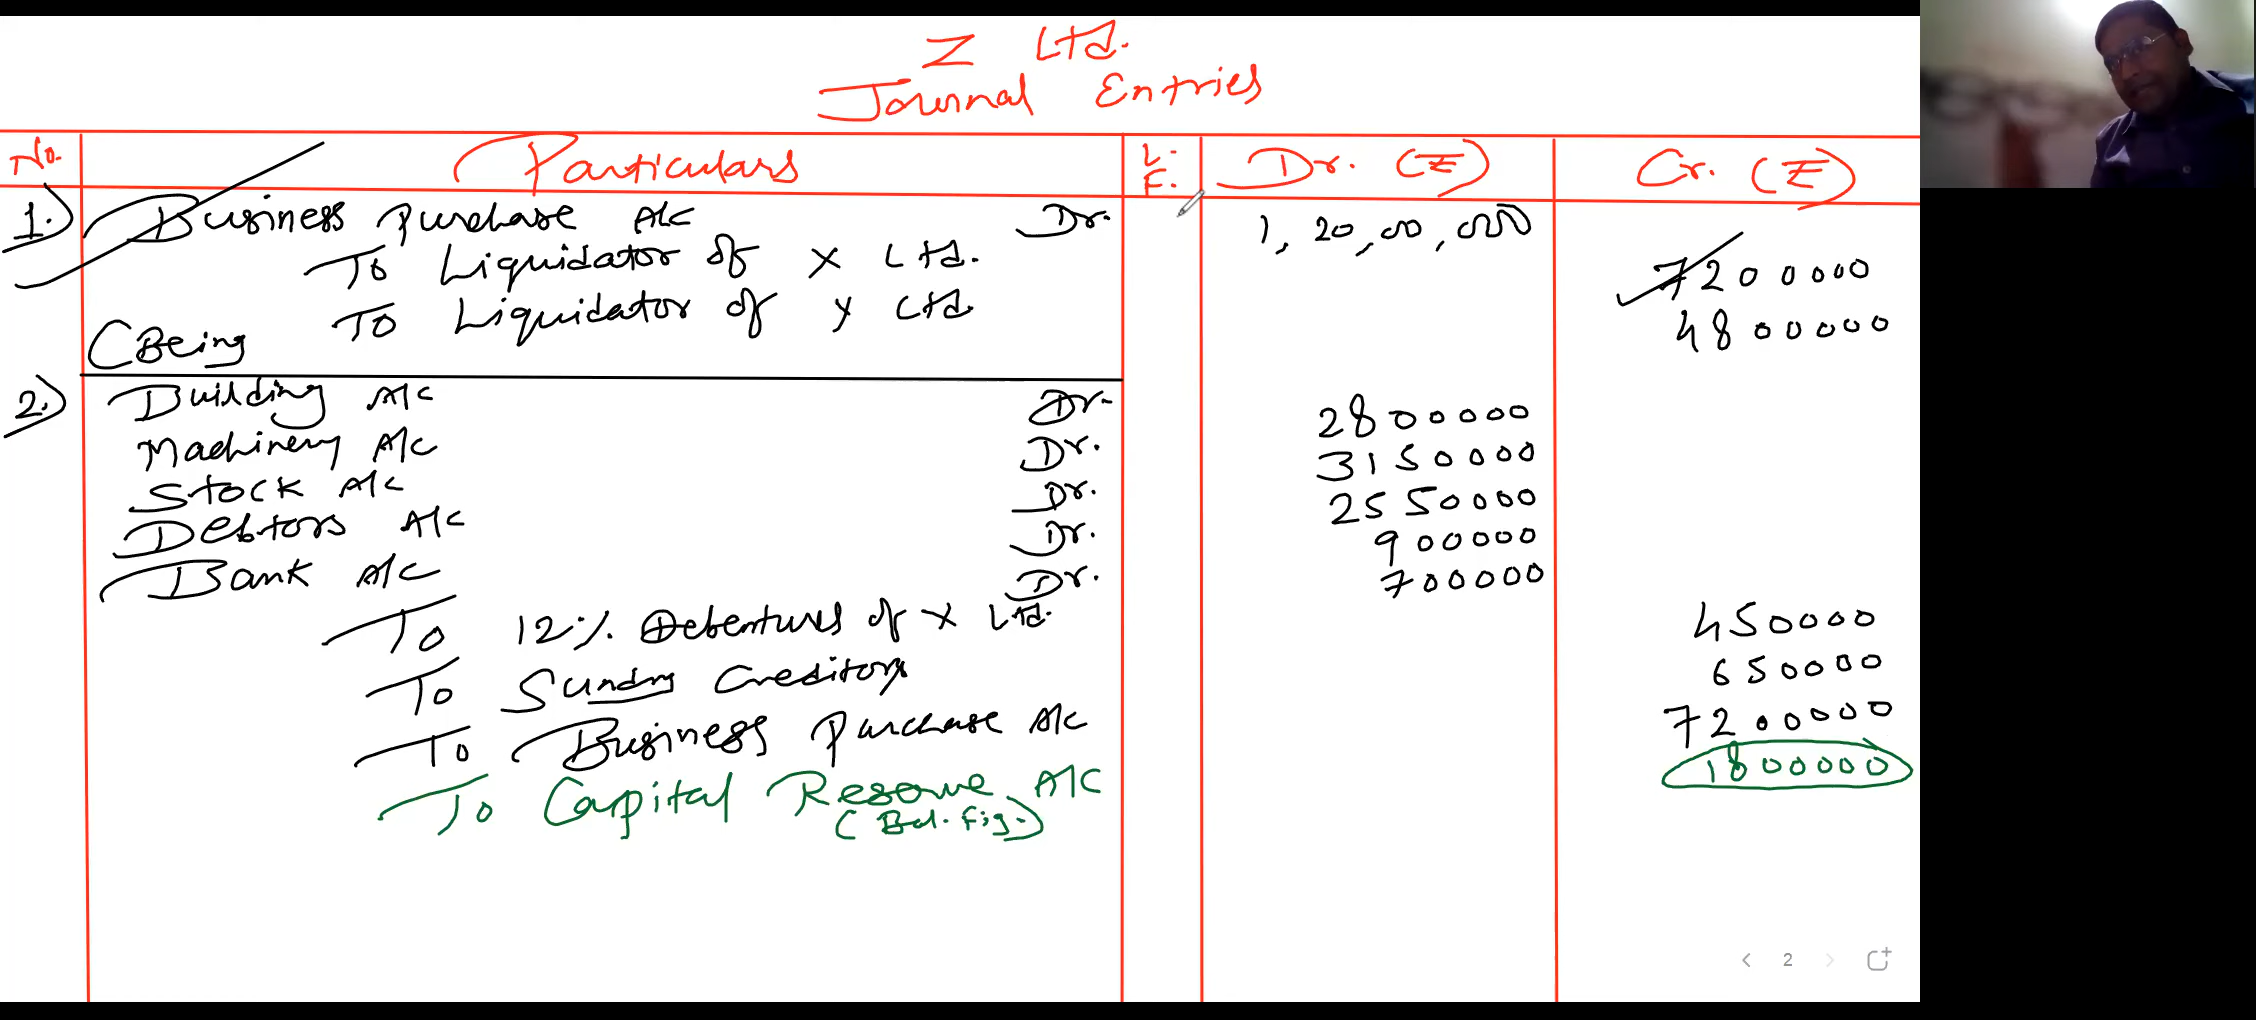 Z Ltd.
Journal Entries
No. Particulars L.F. Dr. (₹) Cr. (₹)
1.) Business Purchase A/c Dr. 1,20,00,000
To Liquidator of X Ltd. 7200000
To Liquidator of Y Ltd. 4800000
(Being
2.) Building A/c Dr. 2800000
Machinery A/c Dr. 3150000
Stock A/c Dr. 2550000
Debtors A/c Dr. 900000
Bank A/c Dr. 700000
To 12% Debentures of X Ltd. 450000
To Sundry Creditors 650000
To Business Purchase A/c 7200000
To Capital Reserve A/c 1800000
(Bal. Fig.)
2